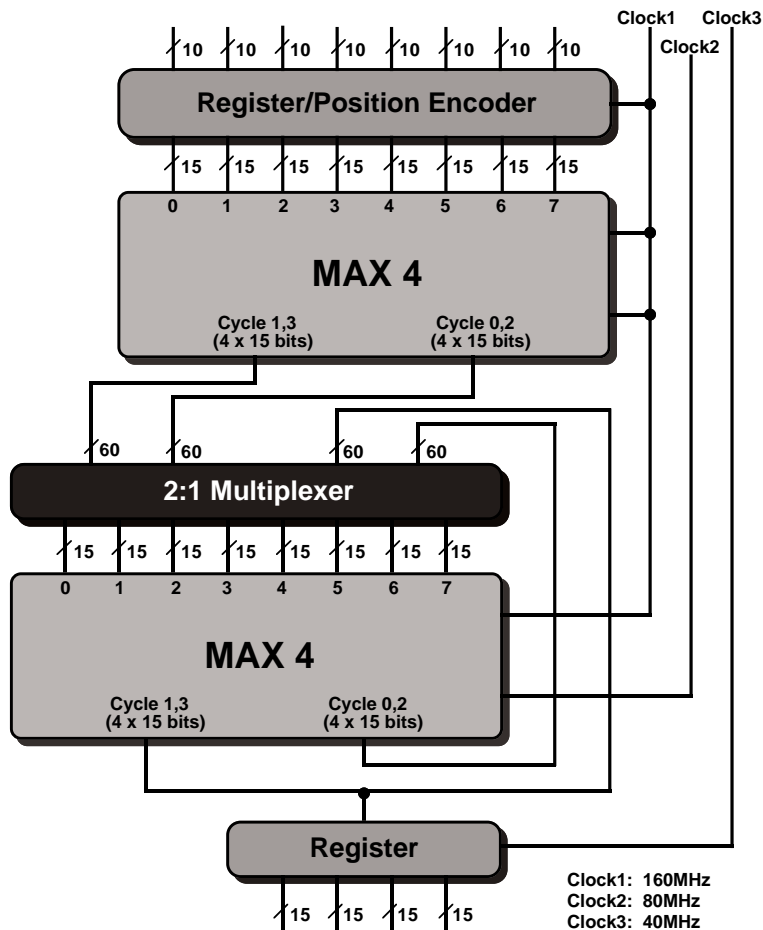 Clock1 Clock3
Clock2
10 10 10 10 10 10 10 10
Register/Position Encoder
15 15 15 15 15 15 15 15
0 1 2 3 4 5 6 7
MAX 4
Cycle 1,3 Cycle 0,2
(4 x 15 bits) (4 x 15 bits)
60 60 60 60
2:1 Multiplexer
15 15 15 15 15 15 15 15
0 1 2 3 4 5 6 7
MAX 4
Cycle 1,3 Cycle 0,2
(4 x 15 bits) (4 x 15 bits)
Register
15 15 15 15
Clock1: 160MHz
Clock2: 80MHz
Clock3: 40MHz